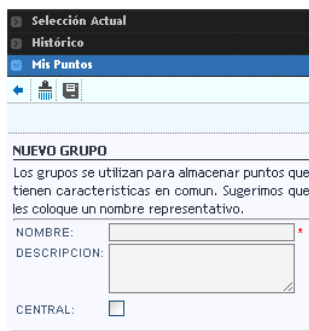 Selección Actual
Histórico
Mis Puntos
NUEVO GRUPO
Los grupos se utilizan para almacenar puntos que
tienen caracteristicas en comun. Sugerimos que
les coloque un nombre representativo.
NOMBRE: *
DESCRIPCION:
CENTRAL: